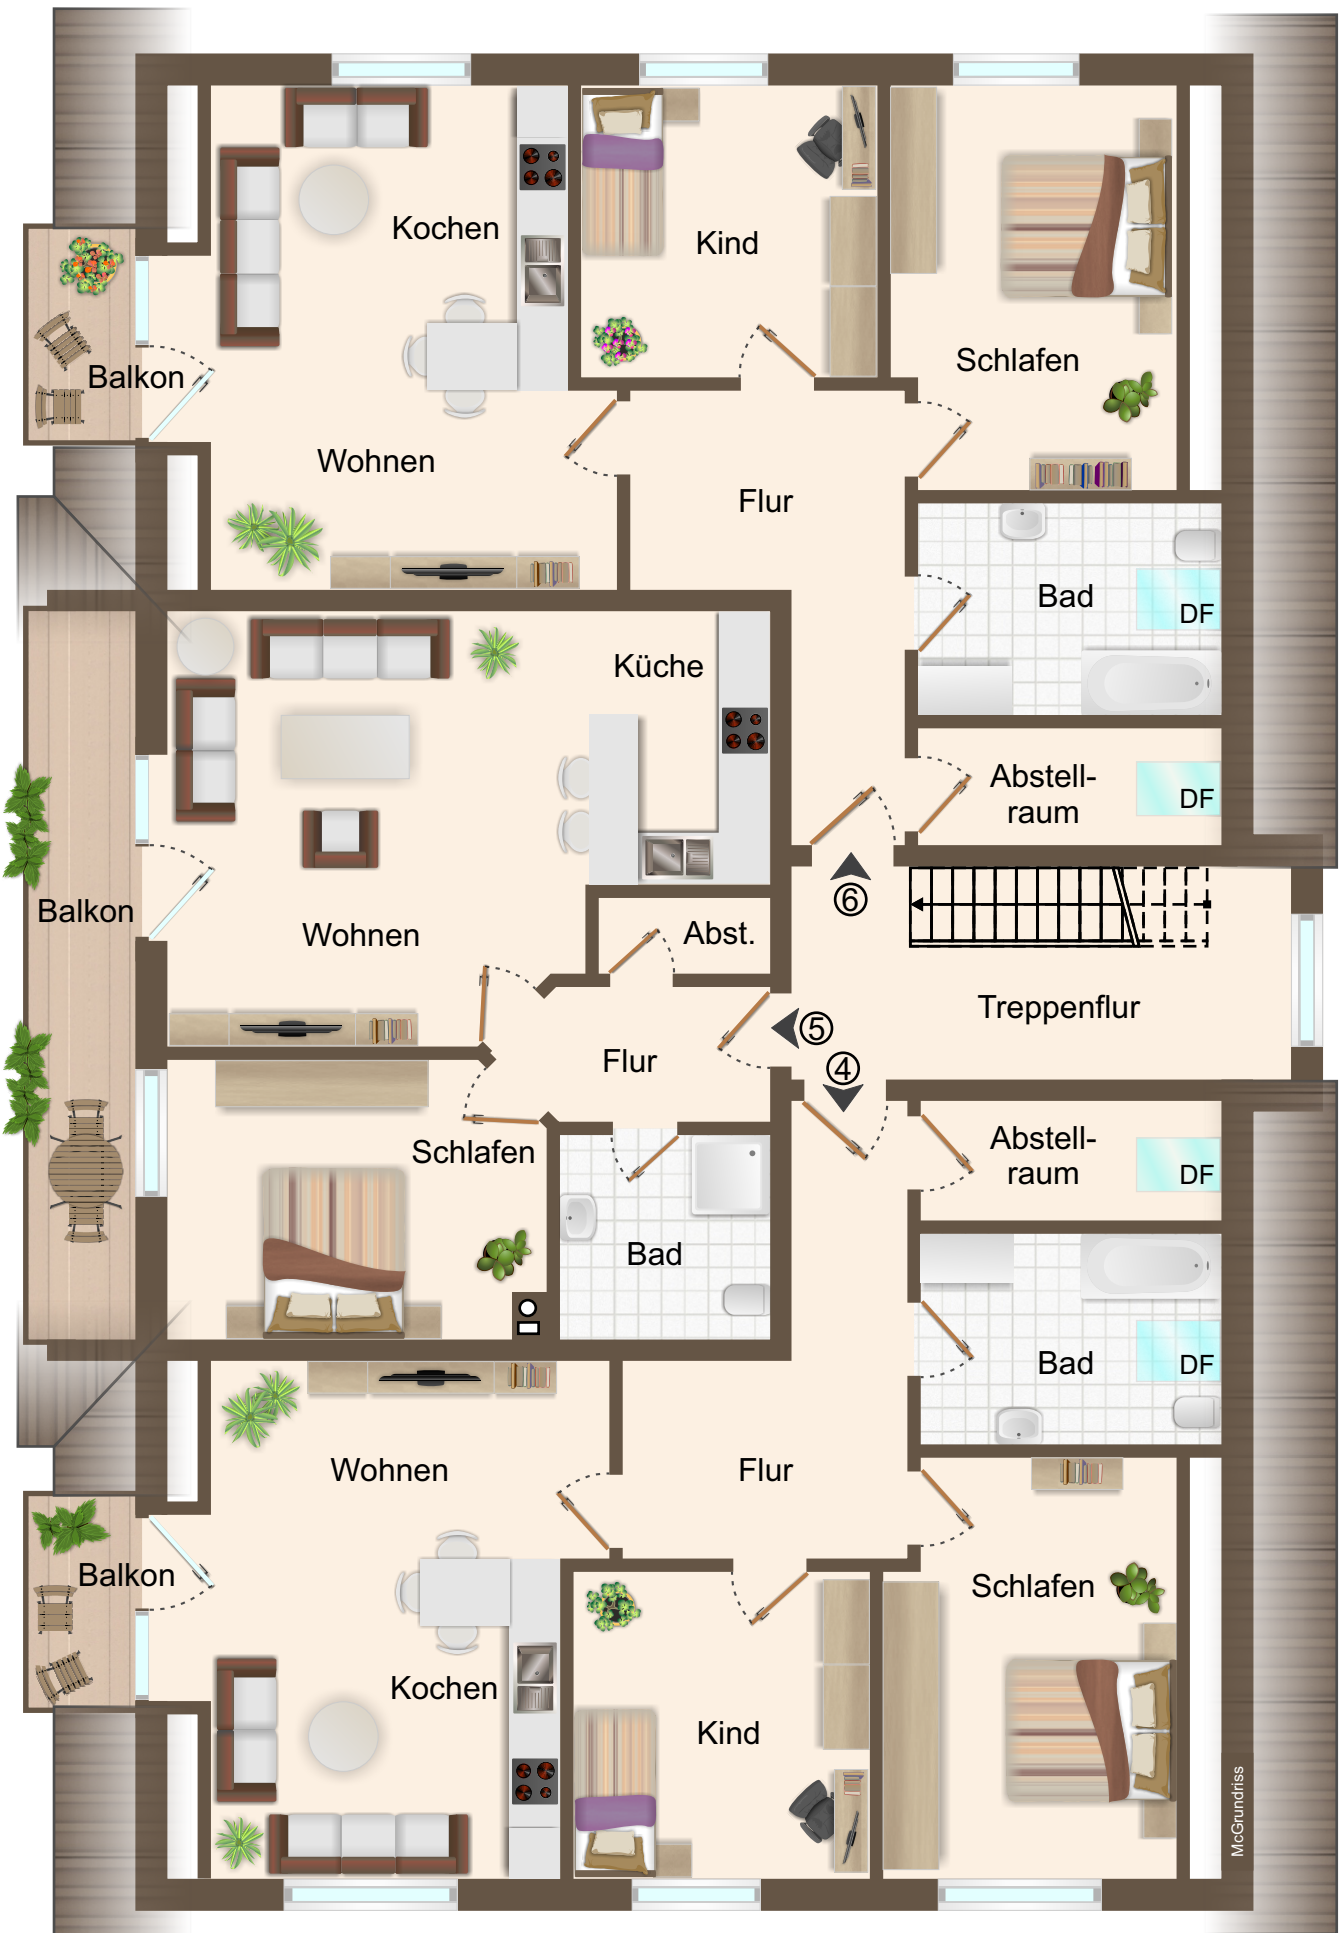 Kochen
Kind
Schlafen
Balkon
Wohnen
Flur
Bad
DF
Küche
Abstell-
raum
DF
Balkon
Wohnen
Abst.
⑥
Treppenflur
⑤
Flur
④
Schlafen
Abstell-
raum
DF
Bad
Bad
DF
Wohnen
Flur
Balkon
Schlafen
Kochen
Kind
McGrundriss